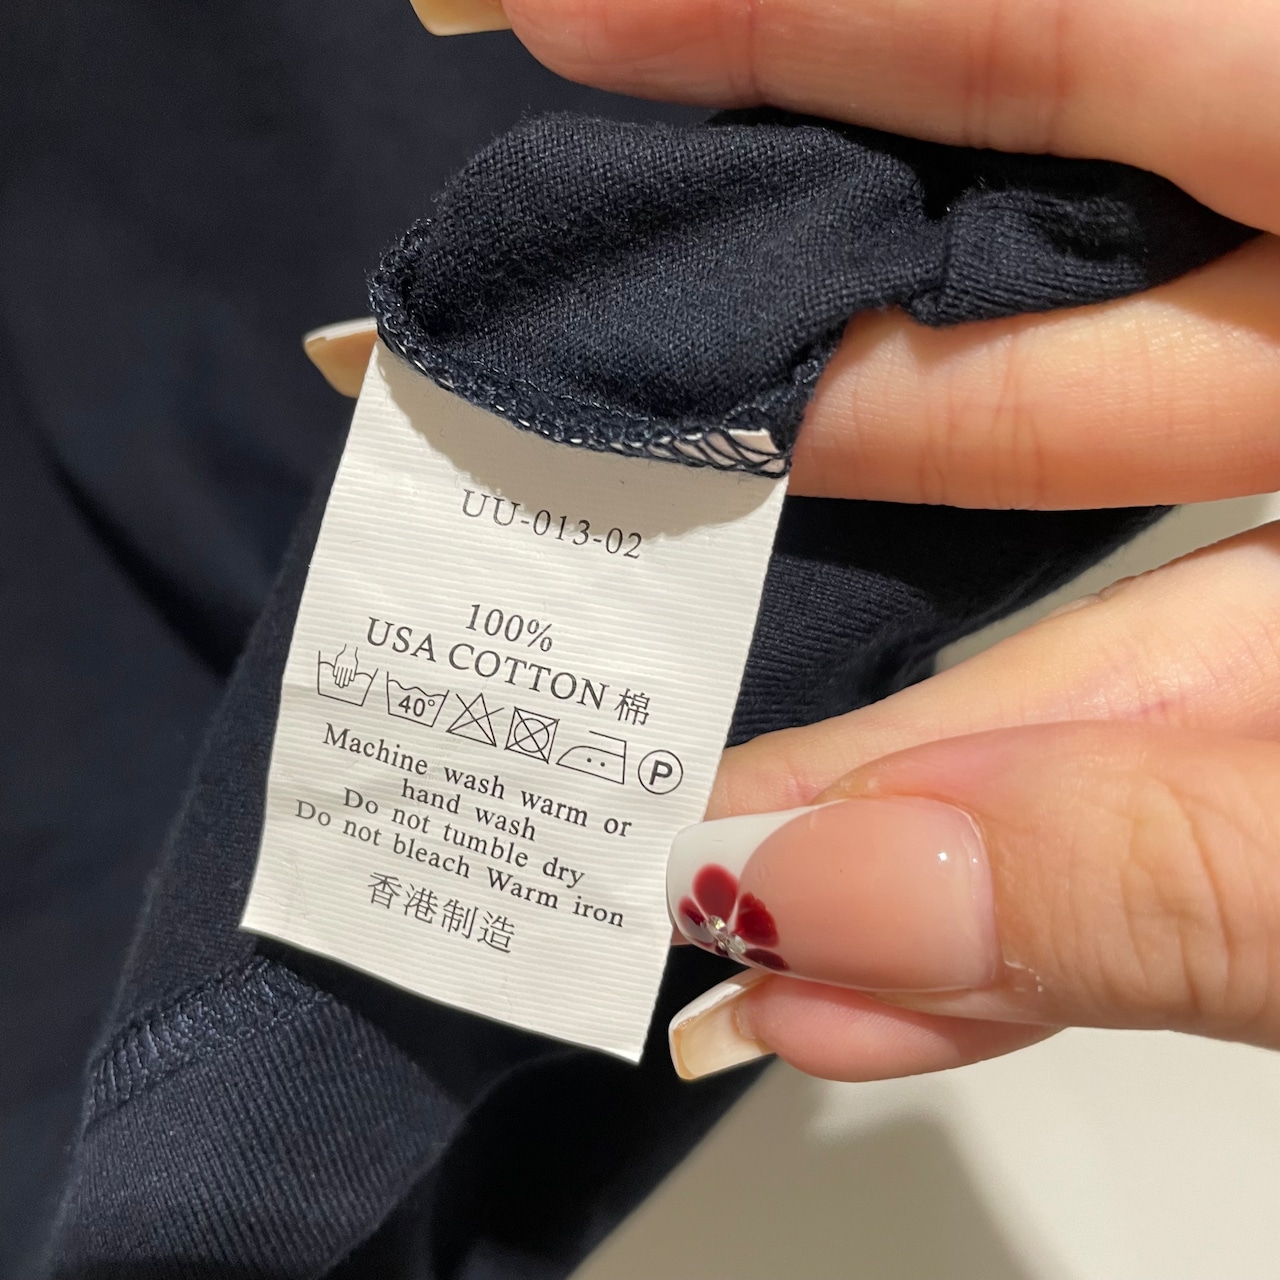 UU-013-02
100%
USA COTTON 棉
40°
P
Machine wash warm or
hand wash
Do not tumble dry
Do not bleach Warm iron
香港制造